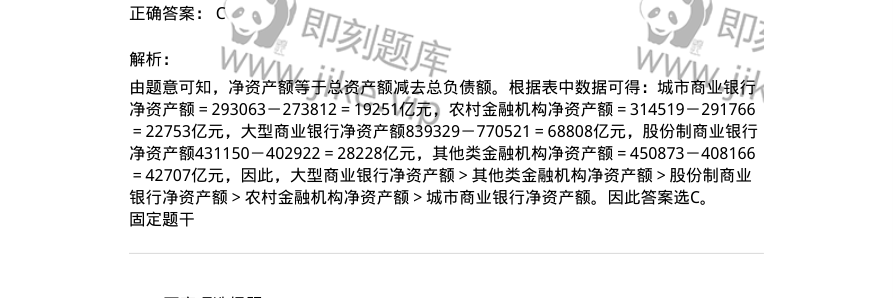 正确答案： C
即刻题库
www.jike.vip
解析：
由题意可知，净资产额等于总资产额减去总负债额。根据表中数据可得：城市商业银行
净资产额＝293063－273812＝19251亿元，农村金融机构净资产额＝314519－291766
＝22753亿元，大型商业银行净资产额839329－770521＝68808亿元，股份制商业银行
净资产额431150－402922＝28228亿元，其他类金融机构净资产额＝450873－408166
＝42707亿元，因此，大型商业银行净资产额 > 其他类金融机构净资产额 > 股份制商业
银行净资产额 > 农村金融机构净资产额 > 城市商业银行净资产额。因此答案选C。
固定题干